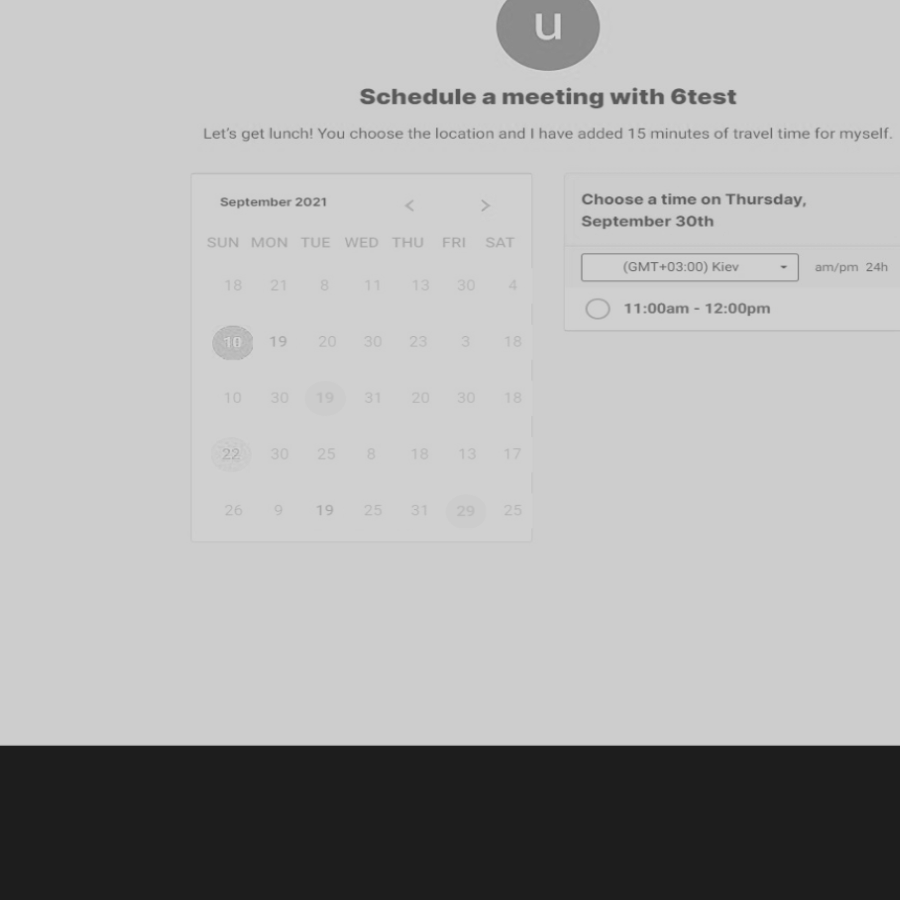 u
Schedule a meeting with 6test
Let's get lunch! You choose the location and I have added 15 minutes of travel time for myself.
September 2021 < >
SUN MON TUE WED THU FRI SAT
18 21 8 11 13 30 4
10 19 20 30 23 3 18
10 30 19 31 20 30 18
22 30 25 8 18 13 17
26 9 19 25 31 29 25
Choose a time on Thursday,
September 30th
(GMT+03:00) Kiev am/pm 24h
11:00am - 12:00pm